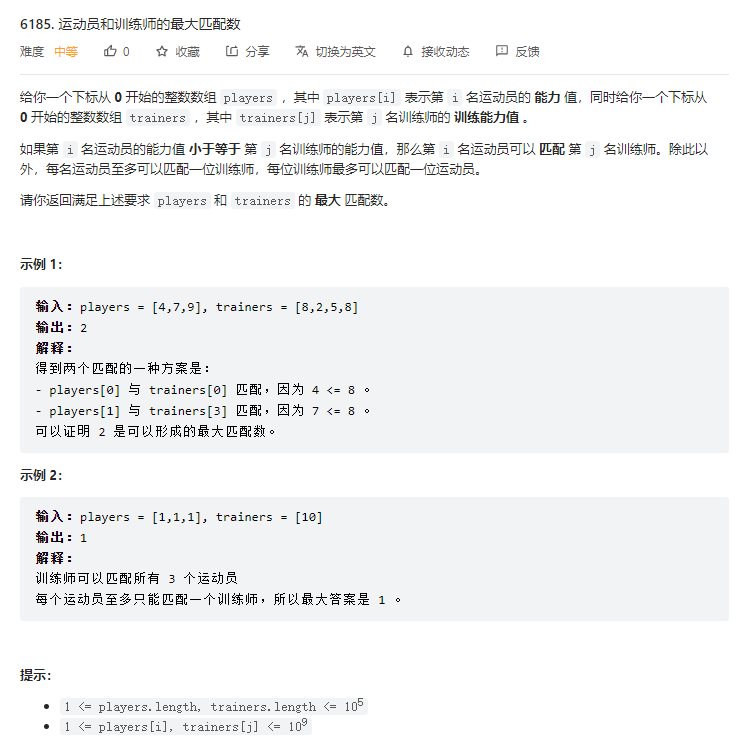 6185. 运动员和训练师的最大匹配数
难度 中等 0 收藏 分享 切换为英文 接收动态 反馈
给你一个下标从 0 开始的整数数组 players ，其中 players[i] 表示第 i 名运动员的 能力 值，同时给你一个下标从
0 开始的整数数组 trainers ，其中 trainers[j] 表示第 j 名训练师的 训练能力值 。
如果第 i 名运动员的能力值 小于等于 第 j 名训练师的能力值，那么第 i 名运动员可以 匹配 第 j 名训练师。除此以
外，每名运动员至多可以匹配一位训练师，每位训练师最多可以匹配一位运动员。
请你返回满足上述要求 players 和 trainers 的 最大 匹配数。
示例 1：
输入：players = [4,7,9], trainers = [8,2,5,8]
输出：2
解释：
得到两个匹配的一种方案是：
- players[0] 与 trainers[0] 匹配，因为 4 <= 8 。
- players[1] 与 trainers[3] 匹配，因为 7 <= 8 。
可以证明 2 是可以形成的最大匹配数。
示例 2：
输入：players = [1,1,1], trainers = [10]
输出：1
解释：
训练师可以匹配所有 3 个运动员
每个运动员至多只能匹配一个训练师，所以最大答案是 1 。
提示：
1 <= players.length, trainers.length <= 10⁵
1 <= players[i], trainers[j] <= 10⁹